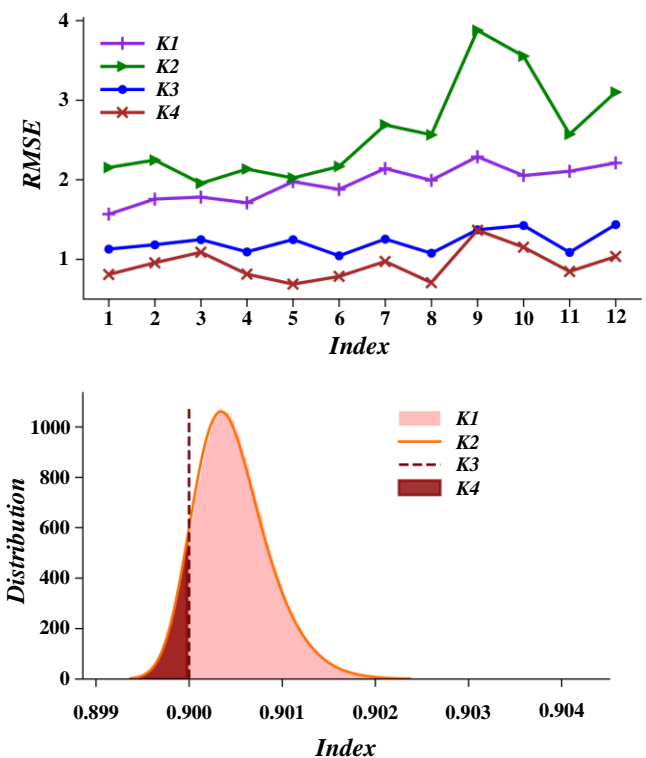 4
3
2
1
RMSE
K1
K2
K3
K4
1 2 3 4 5 6 7 8 9 10 11 12
Index
1000
800
600
400
200
0
Distribution
K1
K2
K3
K4
0.899 0.900 0.901 0.902 0.903 0.904
Index